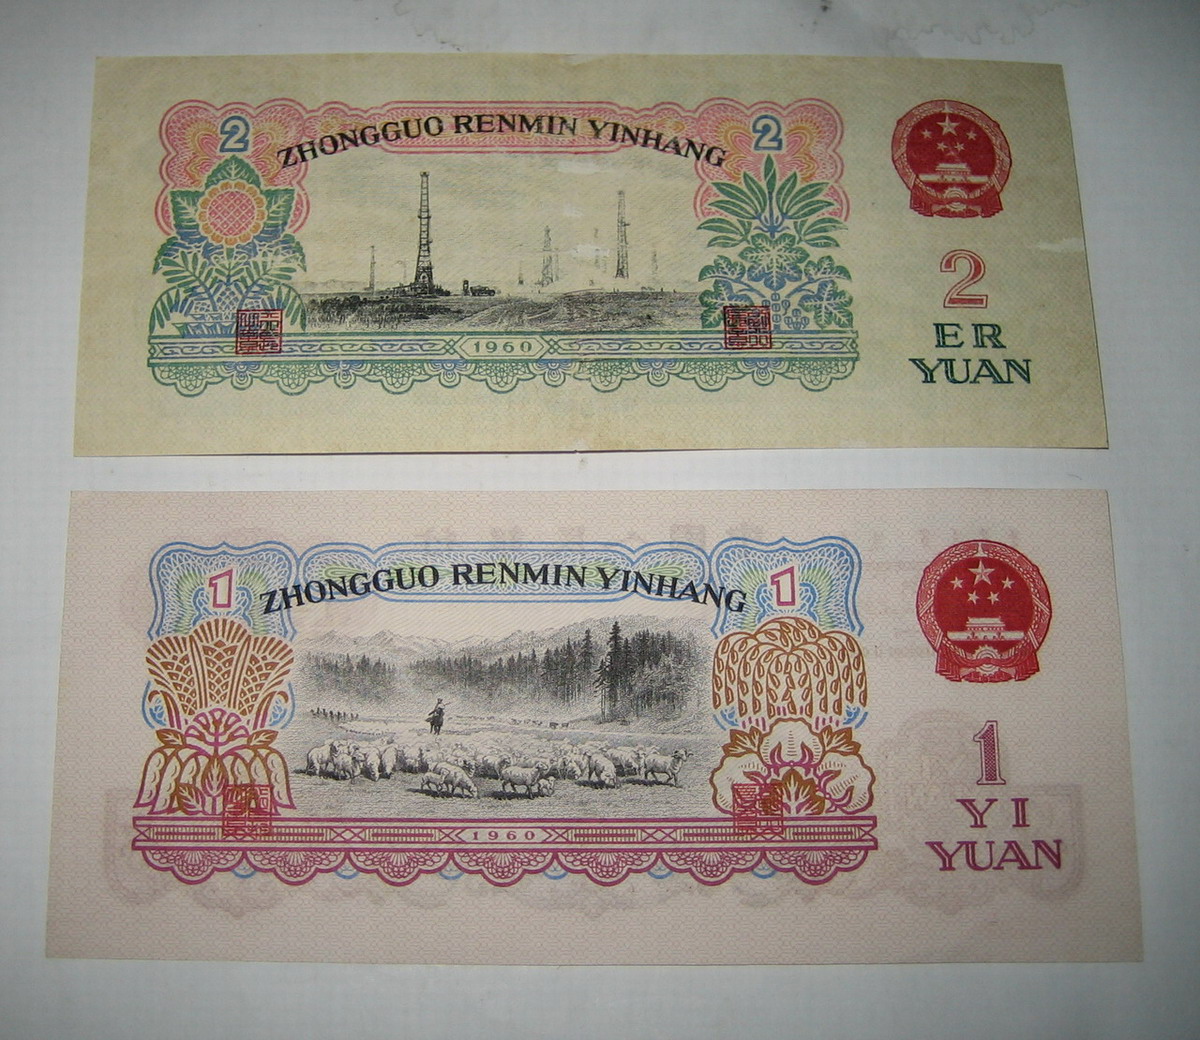 2 ZHONGGUO RENMIN YINHANG 2
2
ER
YUAN
1960
1 ZHONGGUO RENMIN YINHANG 1
1
YI
YUAN
1960